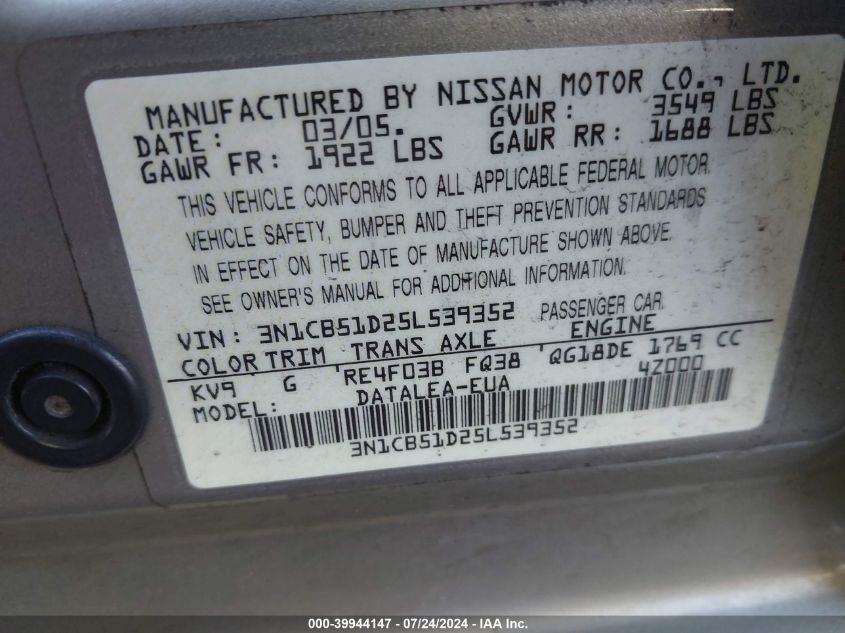 MANUFACTURED BY NISSAN MOTOR CO., LTD.
DATE: 03/05. GVWR: 3549 LBS
GAWR FR: 1922 LBS GAWR RR: 1688 LBS
THIS VEHICLE CONFORMS TO ALL APPLICABLE FEDERAL MOTOR
VEHICLE SAFETY, BUMPER AND THEFT PREVENTION STANDARDS
IN EFFECT ON THE DATE OF MANUFACTURE SHOWN ABOVE.
SEE OWNER'S MANUAL FOR ADDITIONAL INFORMATION.
VIN: 3N1CB51D25L539352 PASSENGER CAR
COLOR TRIM TRANS AXLE ENGINE
KV9 G RE4F03B FQ38 QG18DE 1769 CC
MODEL: DATALEA-EUA 4Z000
3N1CB51D25L539352
000-39944147 - 07/24/2024 - IAA Inc.